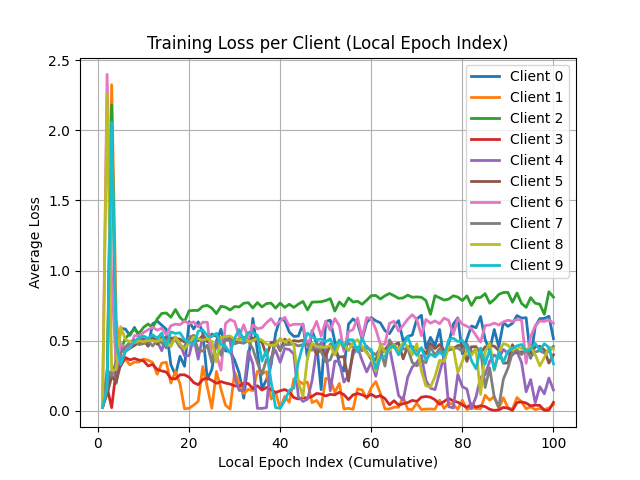 Training Loss per Client (Local Epoch Index)
2.5
2.0
1.5
1.0
0.5
0.0
Average Loss
0
20
40
60
80
100
Local Epoch Index (Cumulative)
Client 0
Client 1
Client 2
Client 3
Client 4
Client 5
Client 6
Client 7
Client 8
Client 9